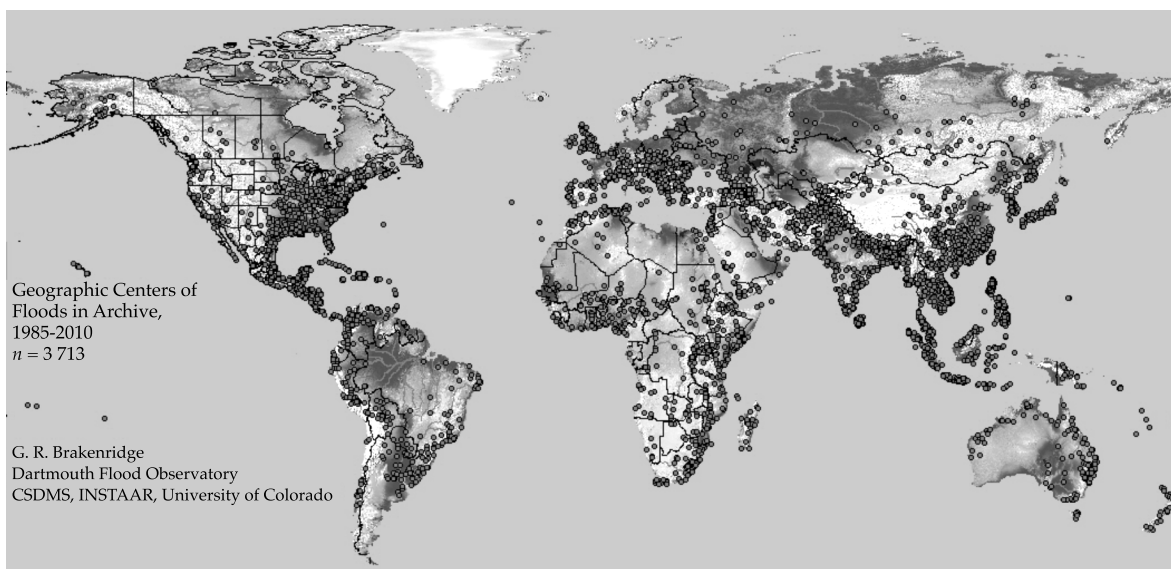 Geographic Centers of
Floods in Archive,
1985-2010
n = 3 713
G. R. Brakenridge
Dartmouth Flood Observatory
CSDMS, INSTAAR, University of Colorado